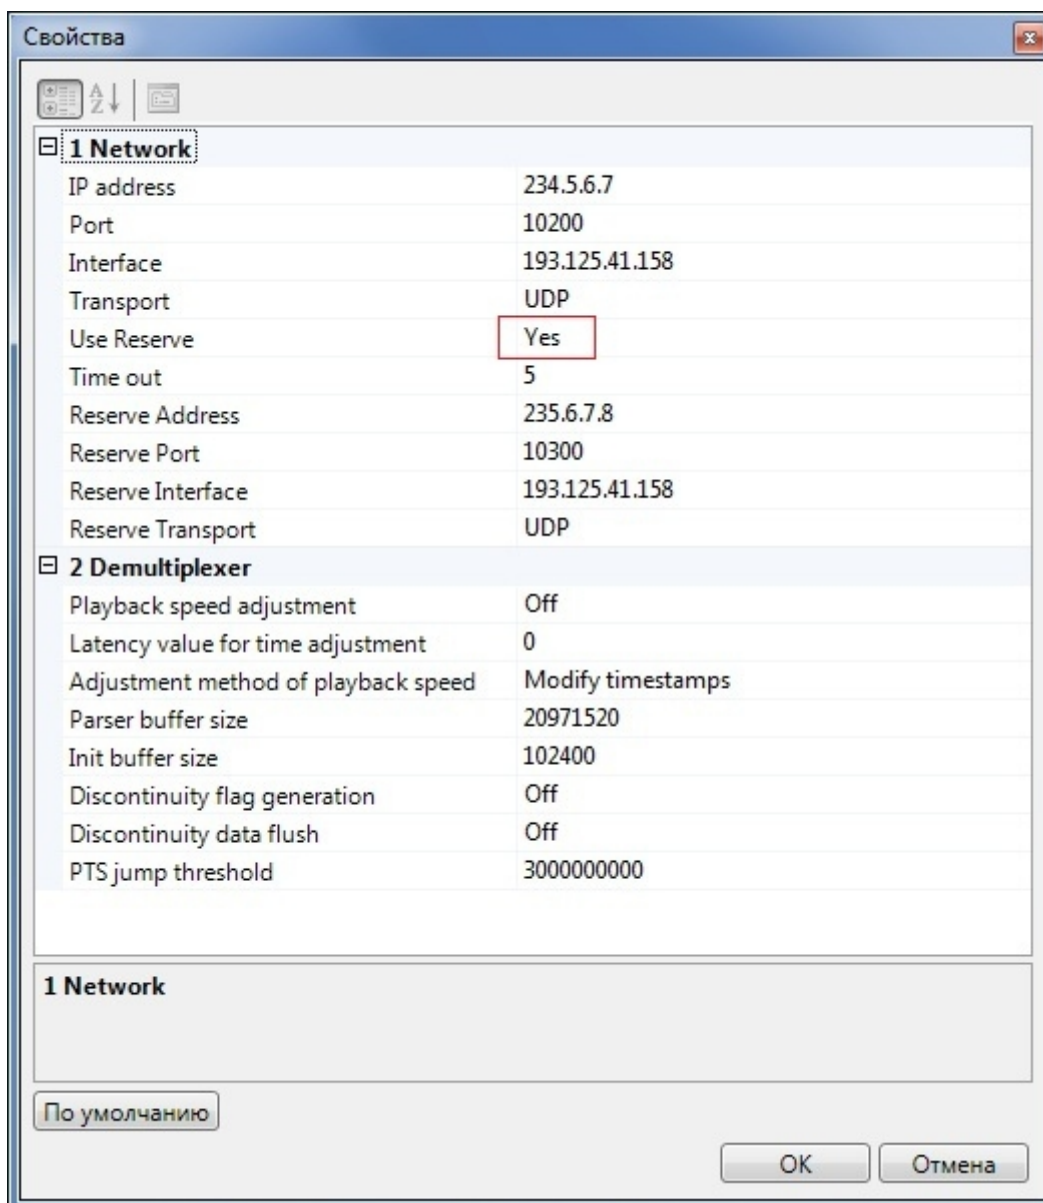 Свойства
1 Network
IP address 234.5.6.7
Port 10200
Interface 193.125.41.158
Transport UDP
Use Reserve Yes
Time out 5
Reserve Address 235.6.7.8
Reserve Port 10300
Reserve Interface 193.125.41.158
Reserve Transport UDP
2 Demultiplexer
Playback speed adjustment Off
Latency value for time adjustment 0
Adjustment method of playback speed Modify timestamps
Parser buffer size 20971520
Init buffer size 102400
Discontinuity flag generation Off
Discontinuity data flush Off
PTS jump threshold 3000000000
1 Network
По умолчанию
OK Отмена